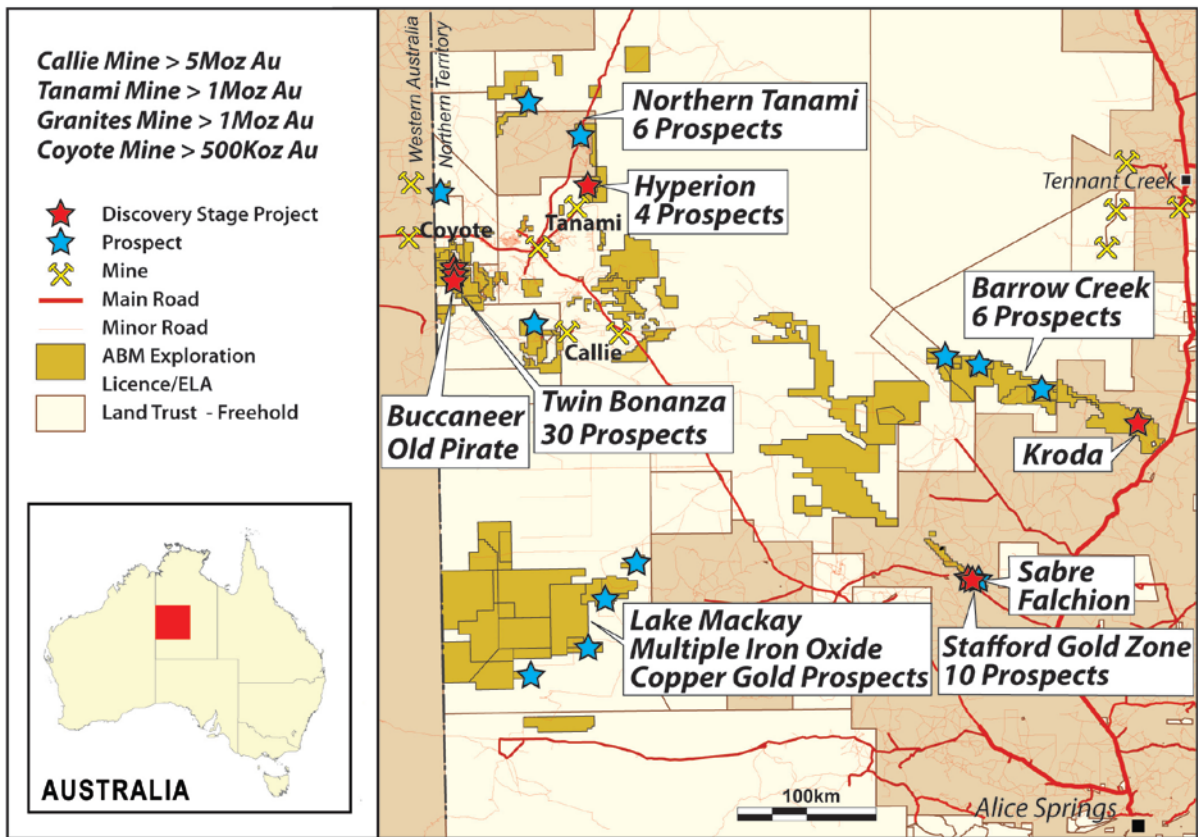 Callie Mine > 5Moz Au
Tanami Mine > 1Moz Au
Granites Mine > 1Moz Au
Coyote Mine > 500Koz Au
Discovery Stage Project
Prospect
Mine
Main Road
Minor Road
ABM Exploration
Licence/ELA
Land Trust - Freehold
AUSTRALIA
Western Australia
Northern Territory
Northern Tanami
6 Prospects
Hyperion
4 Prospects
Tennant Creek
Coyote
Tanami
Callie
Barrow Creek
6 Prospects
Buccaneer
Old Pirate
Twin Bonanza
30 Prospects
Kroda
Sabre
Falchion
Lake Mackay
Multiple Iron Oxide
Copper Gold Prospects
Stafford Gold Zone
10 Prospects
100km
Alice Springs